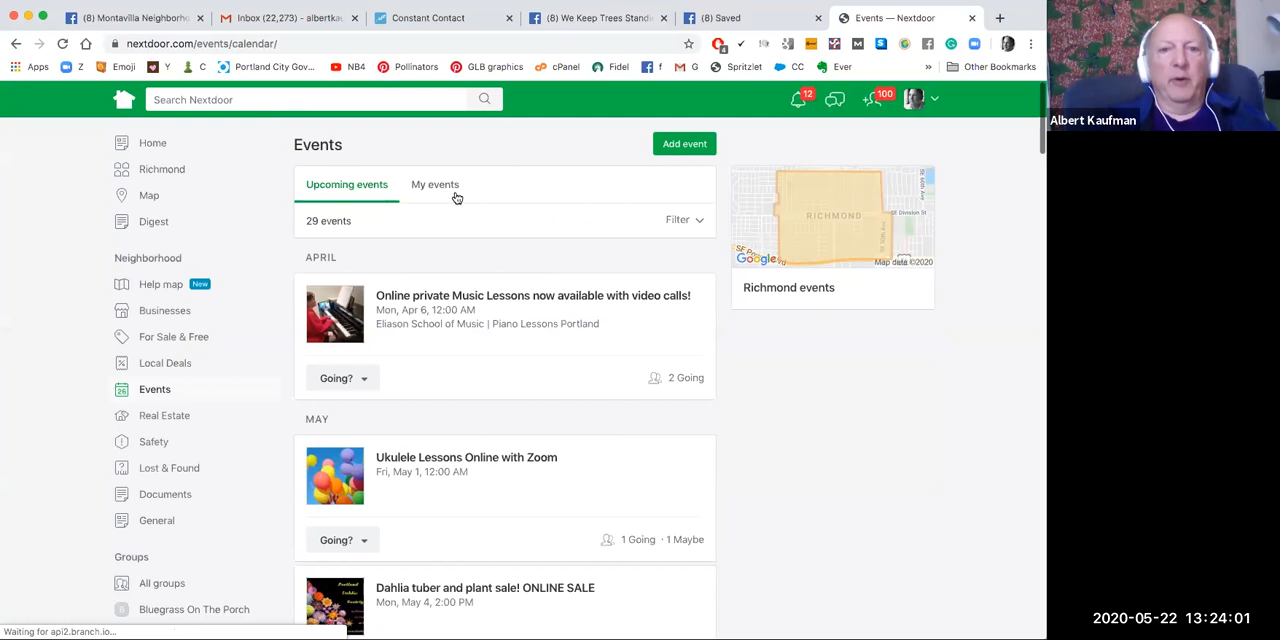 (8) Montavilla Neighborho
Inbox (22,273) - albertkau
Constant Contact
(8) We Keep Trees Standi
(8) Saved
Events — Nextdoor
nextdoor.com/events/calendar/
Apps
Z
Emoji
Y
C
Portland City Gov...
NB4
Pollinators
GLB graphics
cPanel
Fidel
f
G
Spritzlet
CC
Ever
»
Other Bookmarks
Search Nextdoor
12
100
Albert Kaufman
Home
Richmond
Map
Digest
Neighborhood
Help map New
Businesses
For Sale & Free
Local Deals
Events
Real Estate
Safety
Lost & Found
Documents
General
Groups
All groups
Bluegrass On The Porch
Waiting for api2.branch.io...
Events
Add event
Upcoming events
My events
29 events
Filter
APRIL
Online private Music Lessons now available with video calls!
Mon, Apr 6, 12:00 AM
Eliason School of Music | Piano Lessons Portland
Going?
2 Going
MAY
Ukulele Lessons Online with Zoom
Fri, May 1, 12:00 AM
Going?
1 Going · 1 Maybe
Dahlia tuber and plant sale! ONLINE SALE
Mon, May 4, 2:00 PM
RICHMOND
SE Division St
Google
Map data ©2020
Richmond events
2020-05-22 13:24:01